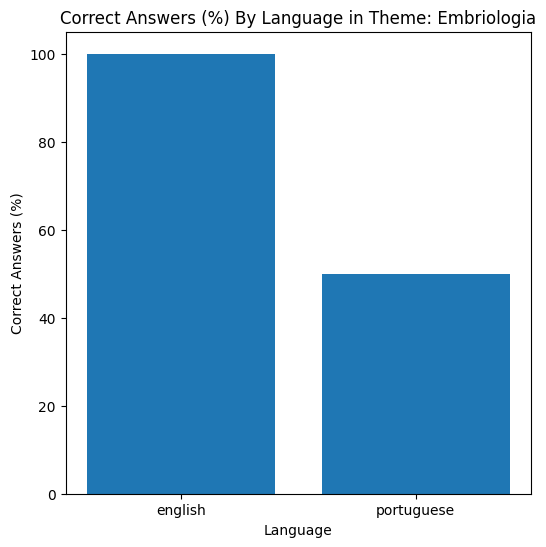 Correct Answers (%) By Language in Theme: Embriologia
100
80
60
40
20
0
Correct Answers (%)
english
portuguese
Language